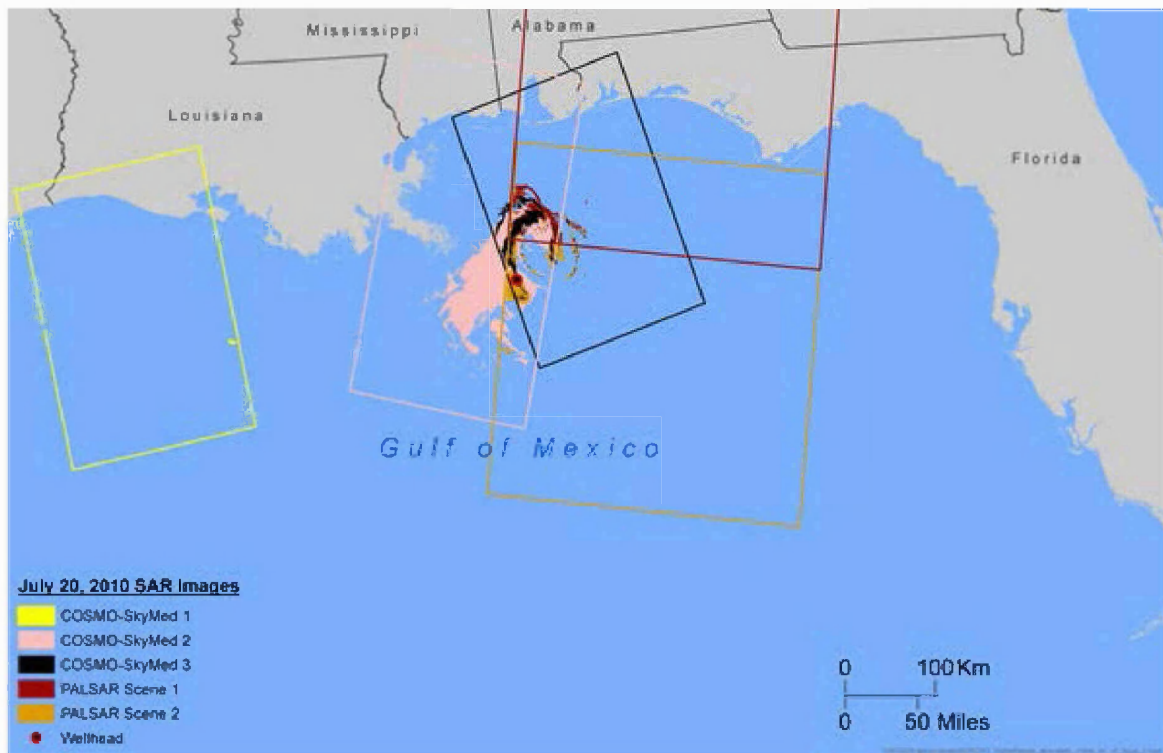 Mississippi
Alabama
Louisiana
Florida
Gulf of Mexico
July 20, 2010 SAR Images
COSMO-SkyMed 1
COSMO-SkyMed 2
COSMO-SkyMed 3
PALSAR Scene 1
PALSAR Scene 2
Wellhead
0 100 Km
0 50 Miles